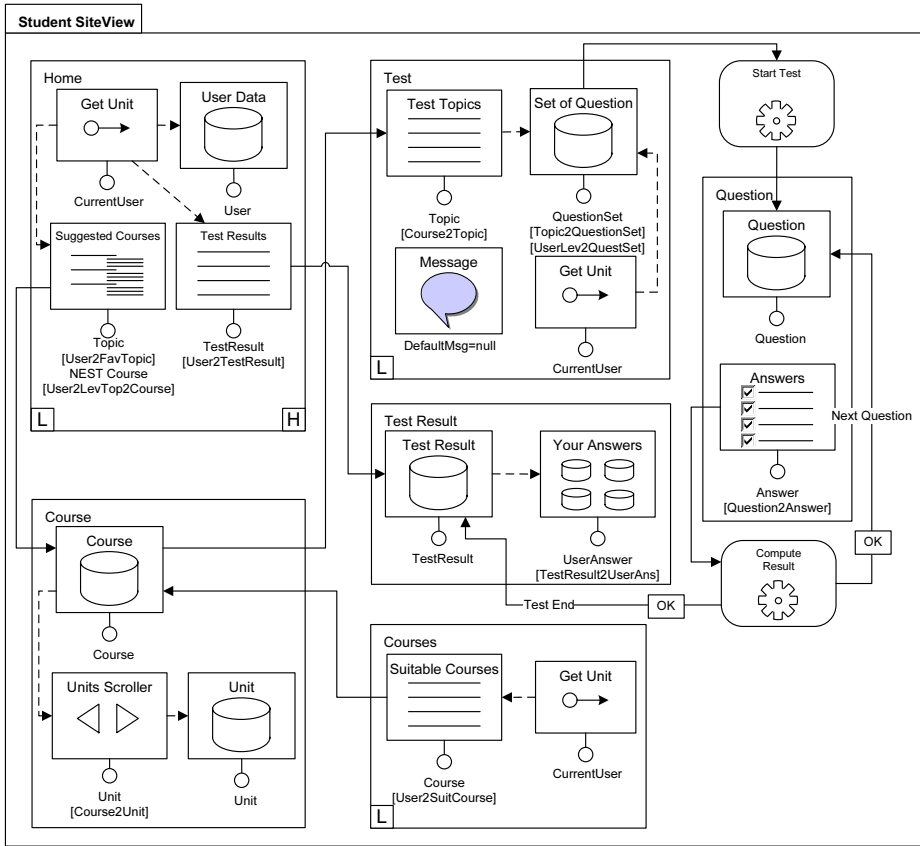 Student SiteView
Home
Get Unit
CurrentUser
User Data
User
Suggested Courses
Topic
[User2FavTopic]
NEST Course
[User2LevTop2Course]
Test Results
TestResult
[User2TestResult]
L
H
Test
Test Topics
Topic
[Course2Topic]
Set of Question
QuestionSet
[Topic2QuestionSet]
[UserLev2QuestSet]
Message
DefaultMsg=null
Get Unit
CurrentUser
L
Start Test
Question
Question
Question
Answers
Answer
[Question2Answer]
Next Question
OK
Compute
Result
Test Result
Test Result
TestResult
Your Answers
UserAnswer
[TestResult2UserAns]
Test End
OK
Course
Course
Course
Units Scroller
Unit
[Course2Unit]
Unit
Unit
Courses
Suitable Courses
Course
[User2SuitCourse]
Get Unit
CurrentUser
L